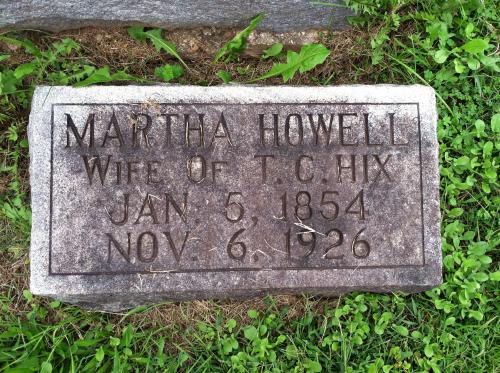 MARTHA HOWELL
WIFE OF T. C. HIX
JAN. 5, 1854
NOV. 6, 1926